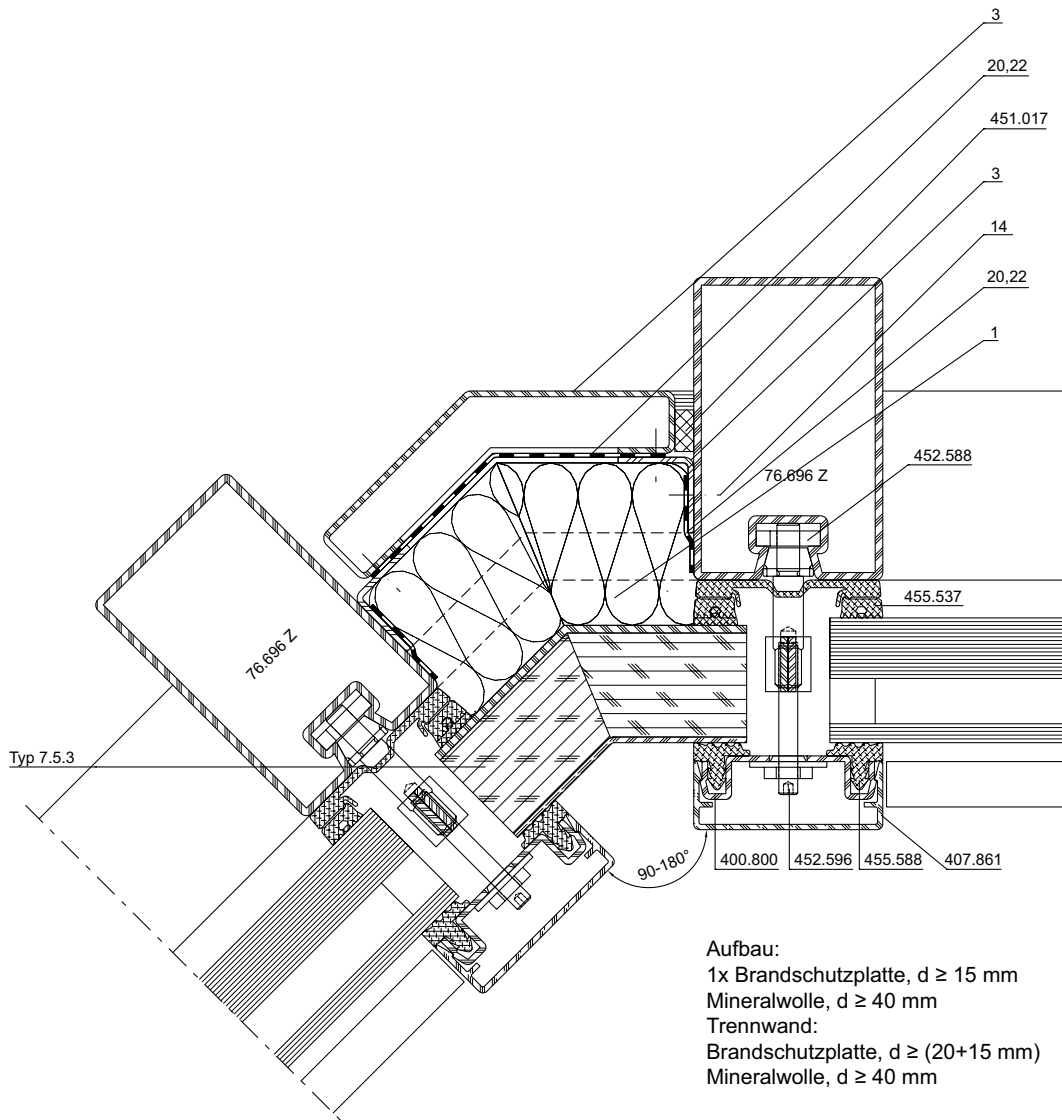 3
20,22
451.017
3
14
20,22
1
76.696 Z
452.588
455.537
76.696 Z
Typ 7.5.3
90-180°
400.800
452.596
455.588
407.861
Aufbau:
1x Brandschutzplatte, d ≥ 15 mm
Mineralwolle, d ≥ 40 mm
Trennwand:
Brandschutzplatte, d ≥ (20+15 mm)
Mineralwolle, d ≥ 40 mm